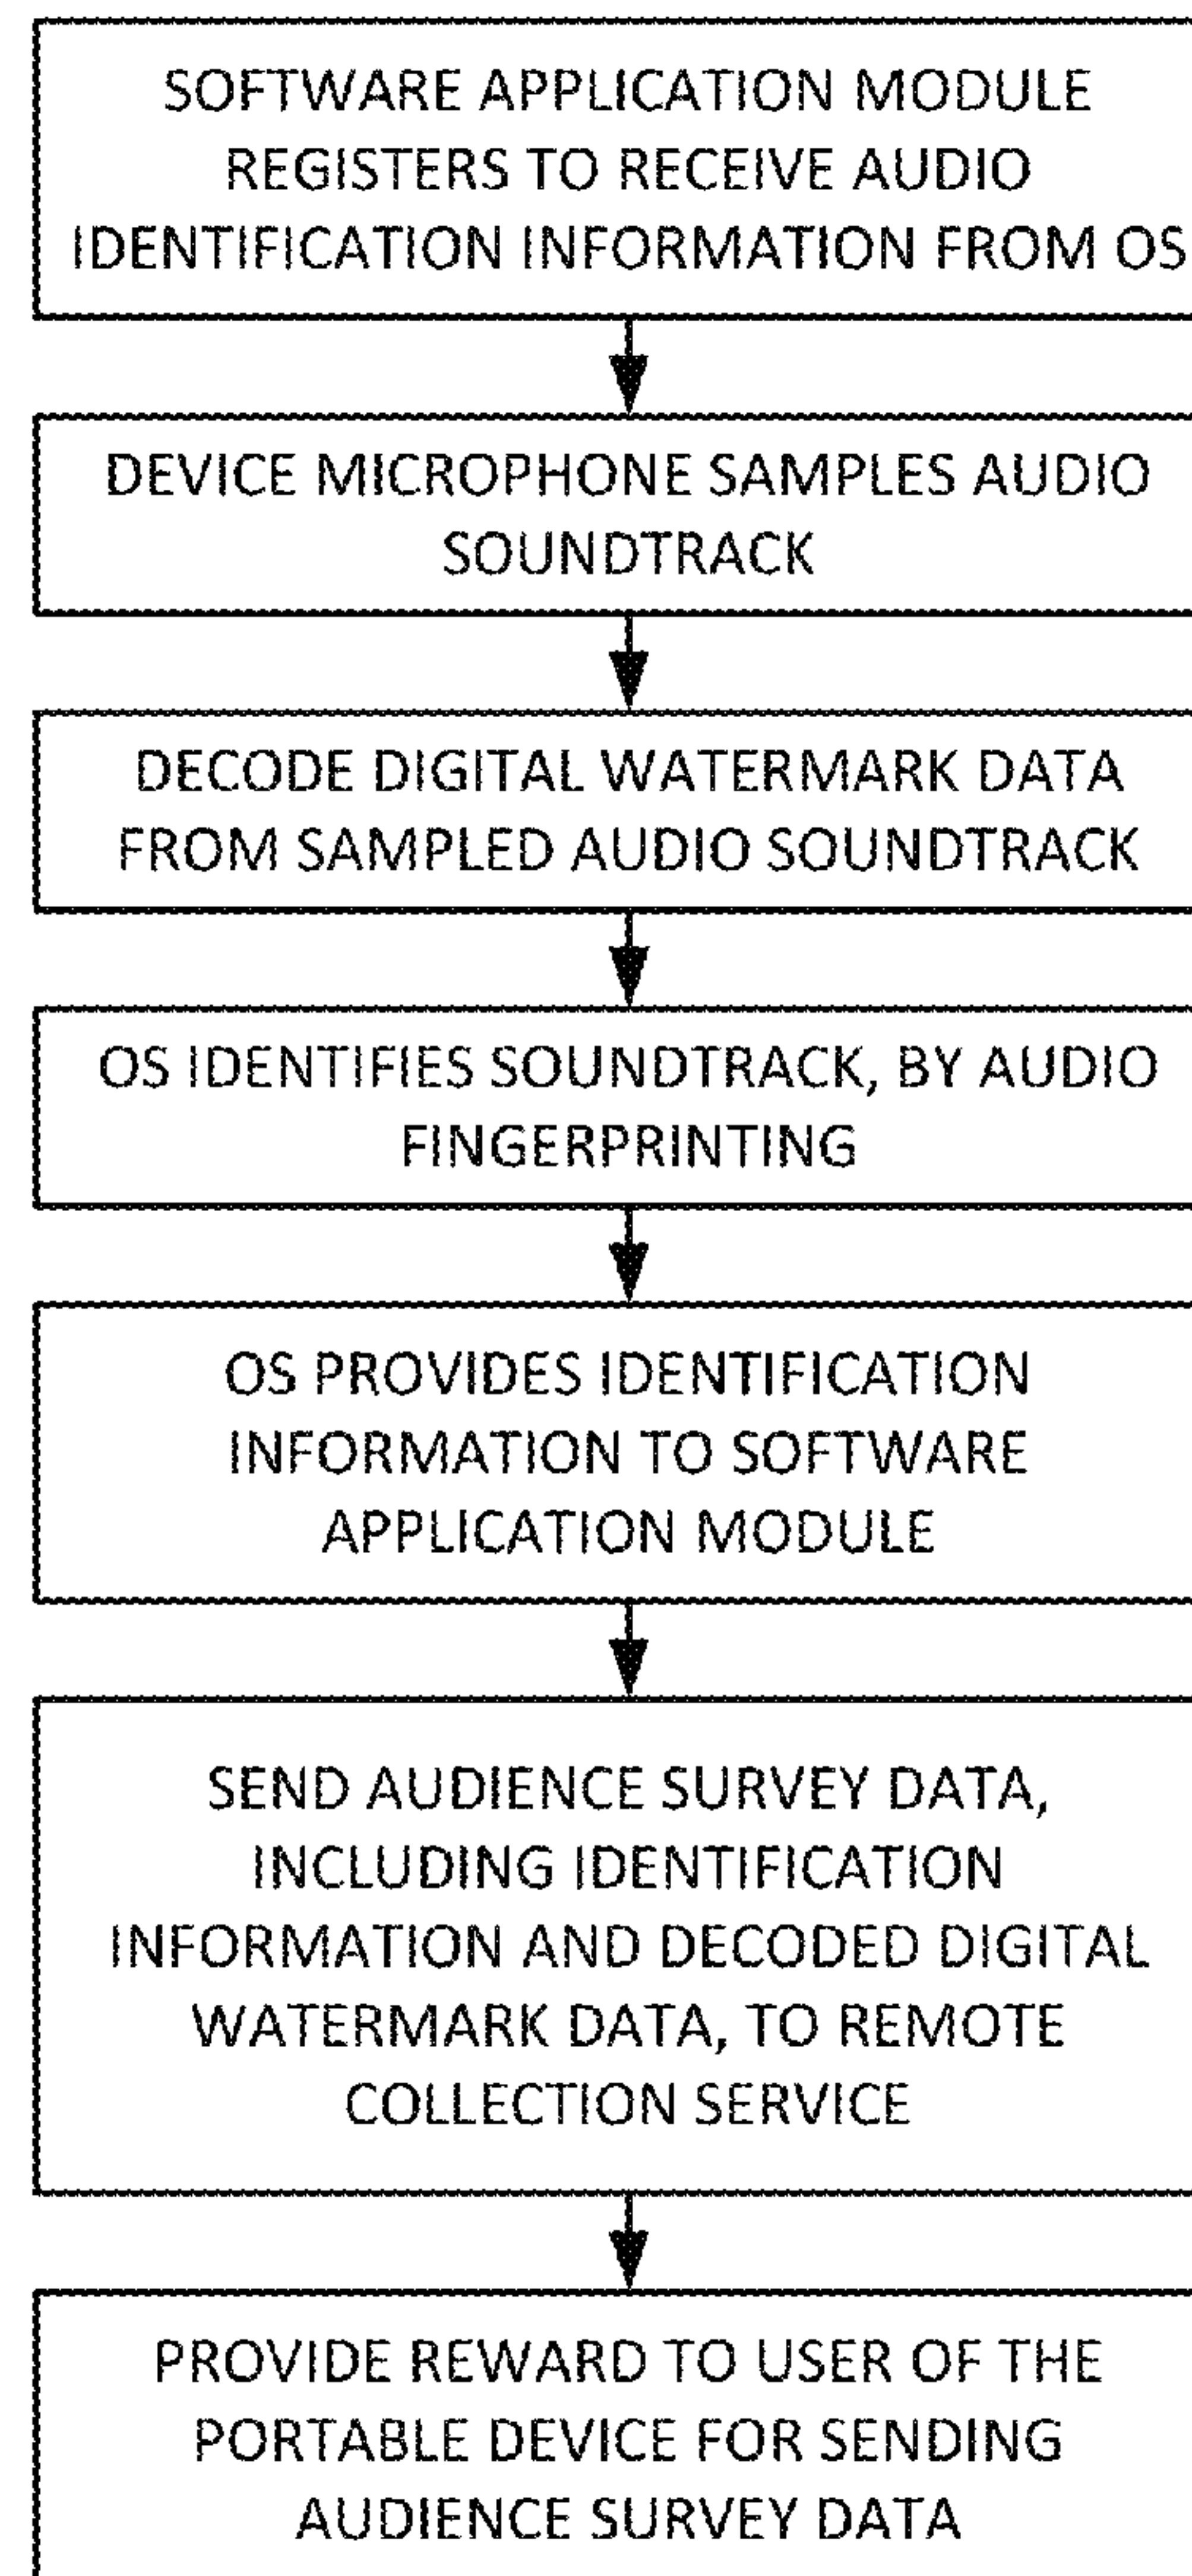 SOFTWARE APPLICATION MODULE
REGISTERS TO RECEIVE AUDIO
IDENTIFICATION INFORMATION FROM OS
DEVICE MICROPHONE SAMPLES AUDIO
SOUNDTRACK
DECODE DIGITAL WATERMARK DATA
FROM SAMPLED AUDIO SOUNDTRACK
OS IDENTIFIES SOUNDTRACK, BY AUDIO
FINGERPRINTING
OS PROVIDES IDENTIFICATION
INFORMATION TO SOFTWARE
APPLICATION MODULE
SEND AUDIENCE SURVEY DATA,
INCLUDING IDENTIFICATION
INFORMATION AND DECODED DIGITAL
WATERMARK DATA, TO REMOTE
COLLECTION SERVICE
PROVIDE REWARD TO USER OF THE
PORTABLE DEVICE FOR SENDING
AUDIENCE SURVEY DATA